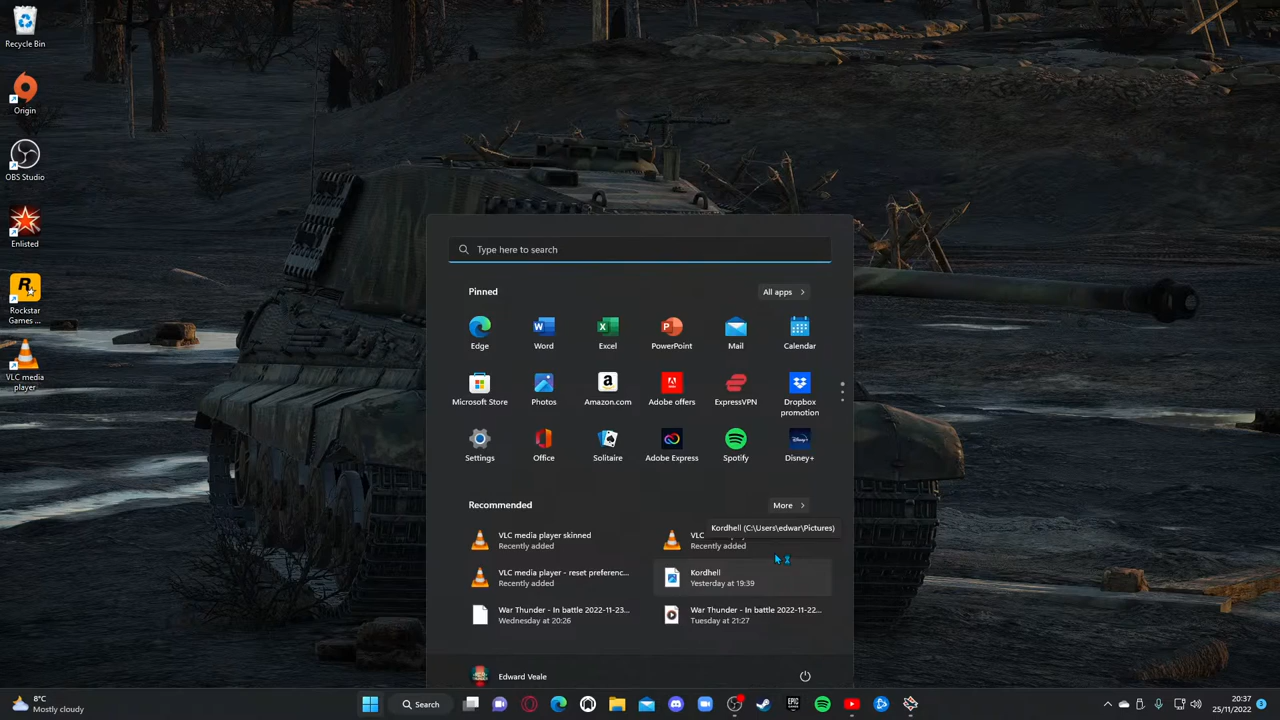 Recycle Bin
Origin
OBS Studio
Enlisted
Rockstar
Games ...
VLC media
player
Type here to search
Pinned
All apps
Edge
Word
Excel
PowerPoint
Mail
Calendar
Microsoft Store
Photos
Amazon.com
Adobe offers
ExpressVPN
Dropbox
promotion
Settings
Office
Solitaire
Adobe Express
Spotify
Disney+
Recommended
More
Kordhell (C:\Users\edwar\Pictures)
VLC media player skinned
Recently added
VLC
Recently added
VLC media player - reset preferenc...
Recently added
Kordhell
Yesterday at 19:39
War Thunder - In battle 2022-11-23...
Wednesday at 20:26
War Thunder - In battle 2022-11-22...
Tuesday at 21:27
Edward Veale
8°C
Mostly cloudy
Search
20:37
25/11/2022